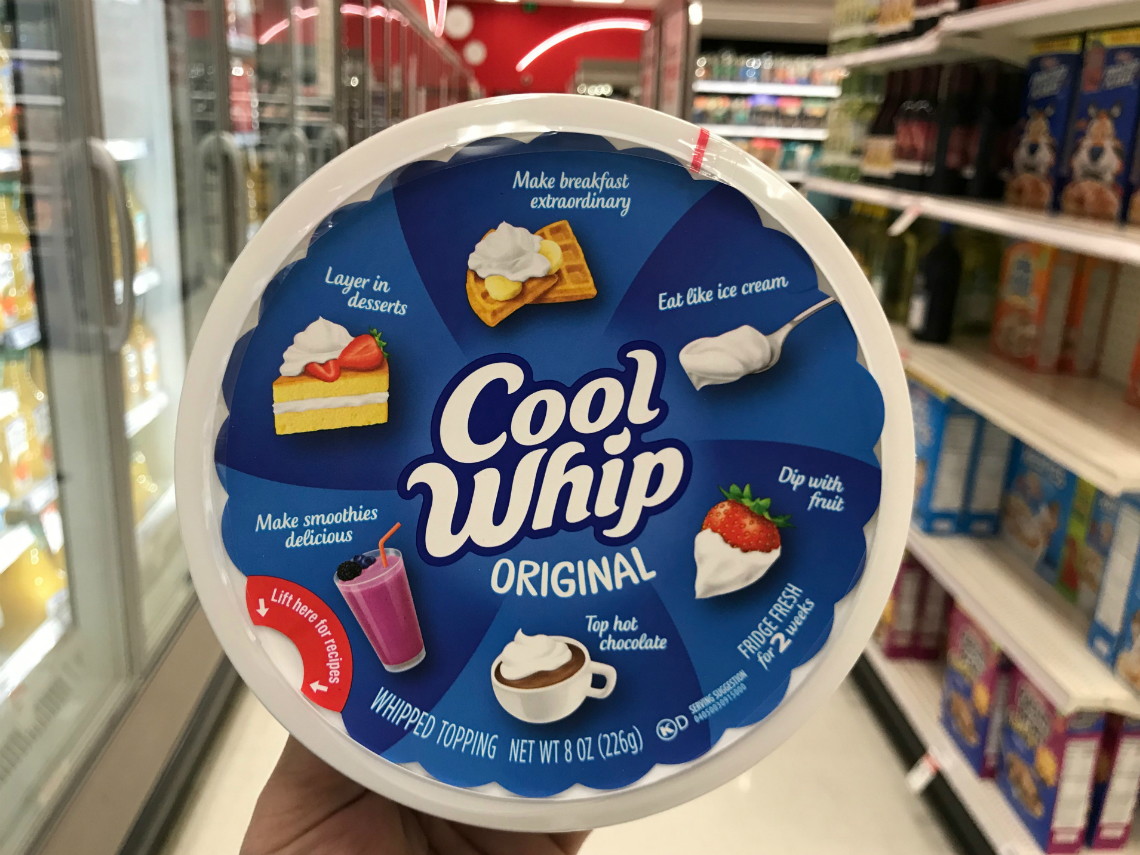 Make breakfast
extraordinary
Layer in
desserts
Eat like ice cream
Cool
Whip
ORIGINAL
Dip with
fruit
Make smoothies
delicious
Lift here for recipes
Top hot
chocolate
FRIDGE FRESH
for 2 weeks
WHIPPED TOPPING NET WT 8 OZ (226g)
K D
SERVING SUGGESTION